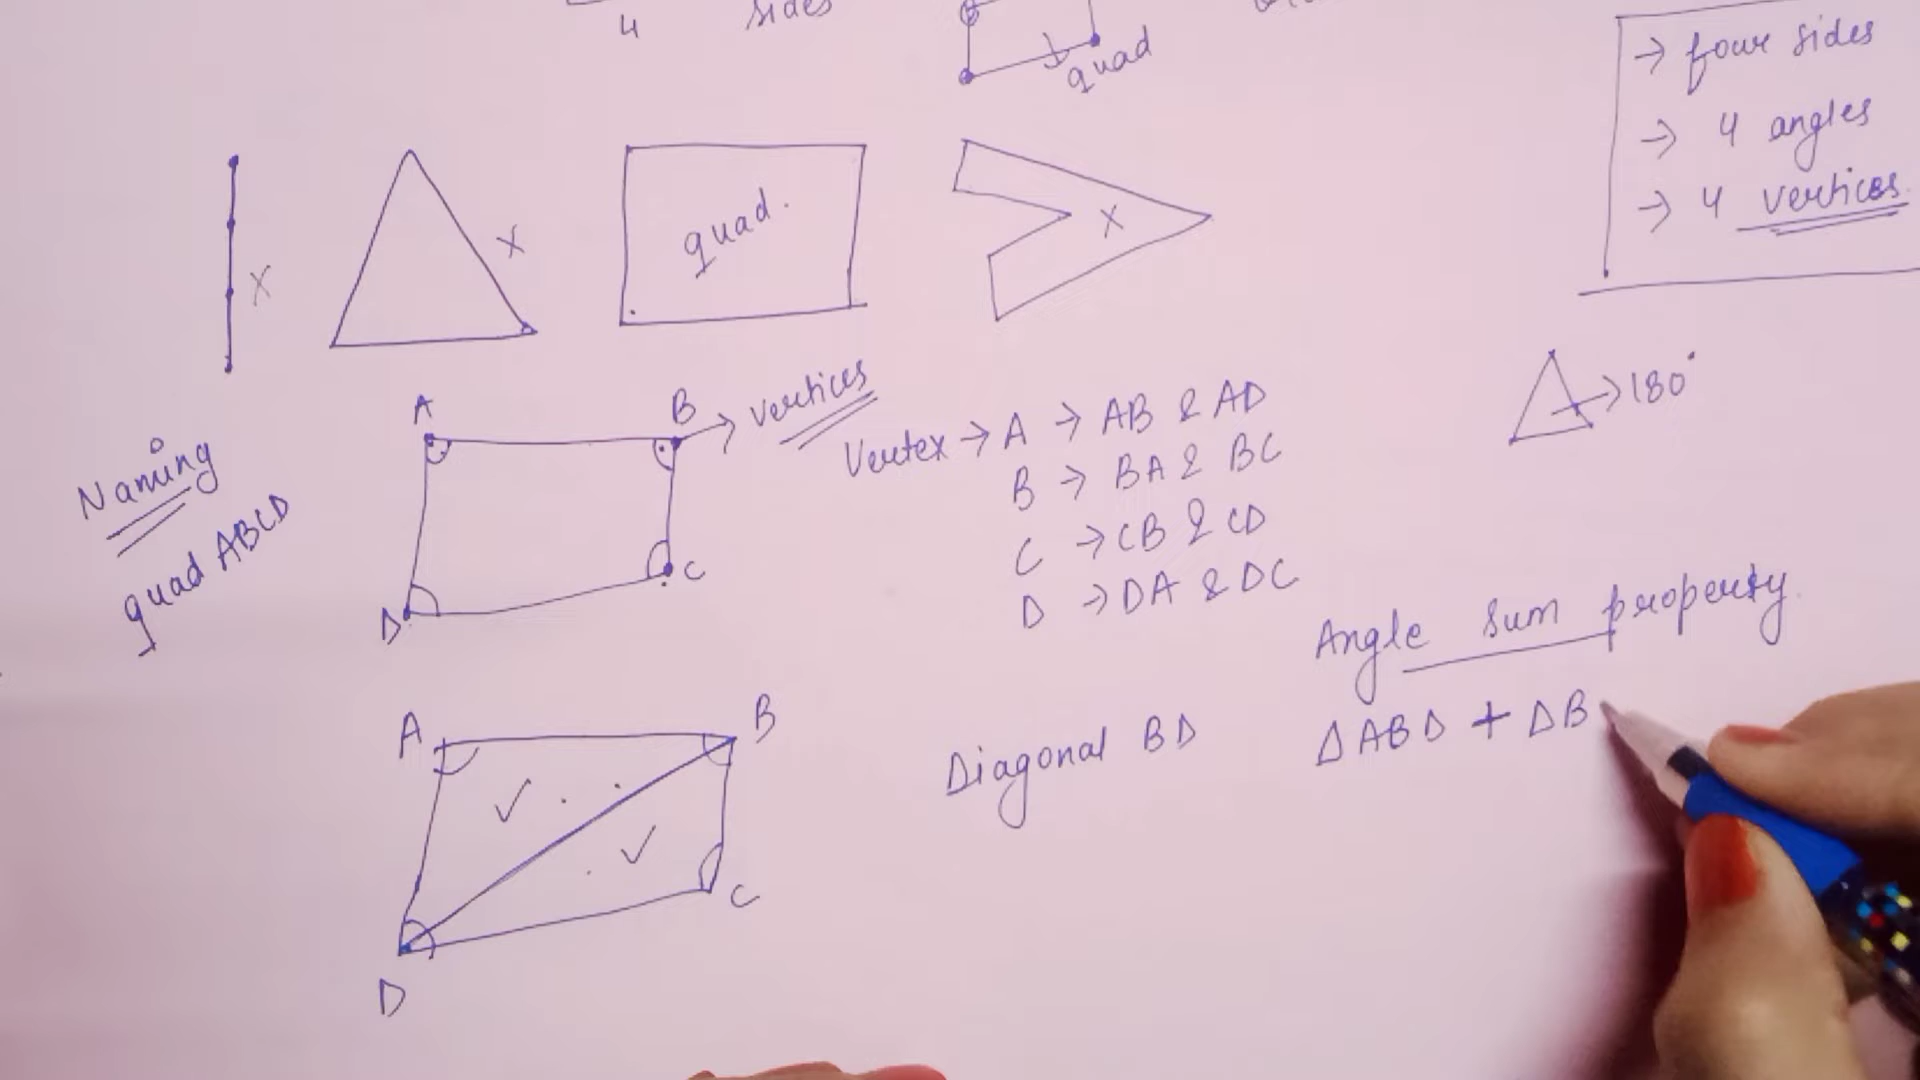 4 sides
quad
→ four sides
→ 4 angles
→ 4 vertices
X
X
quad.
X
→ 180°
Naming
quad ABCD
A
B
→ vertices
C
D
Vertex → A → AB & AD
B → BA & BC
C → CB & CD
D → DA & DC
Angle sum property.
A
B
C
D
Diagonal BD
ΔABD + ΔB